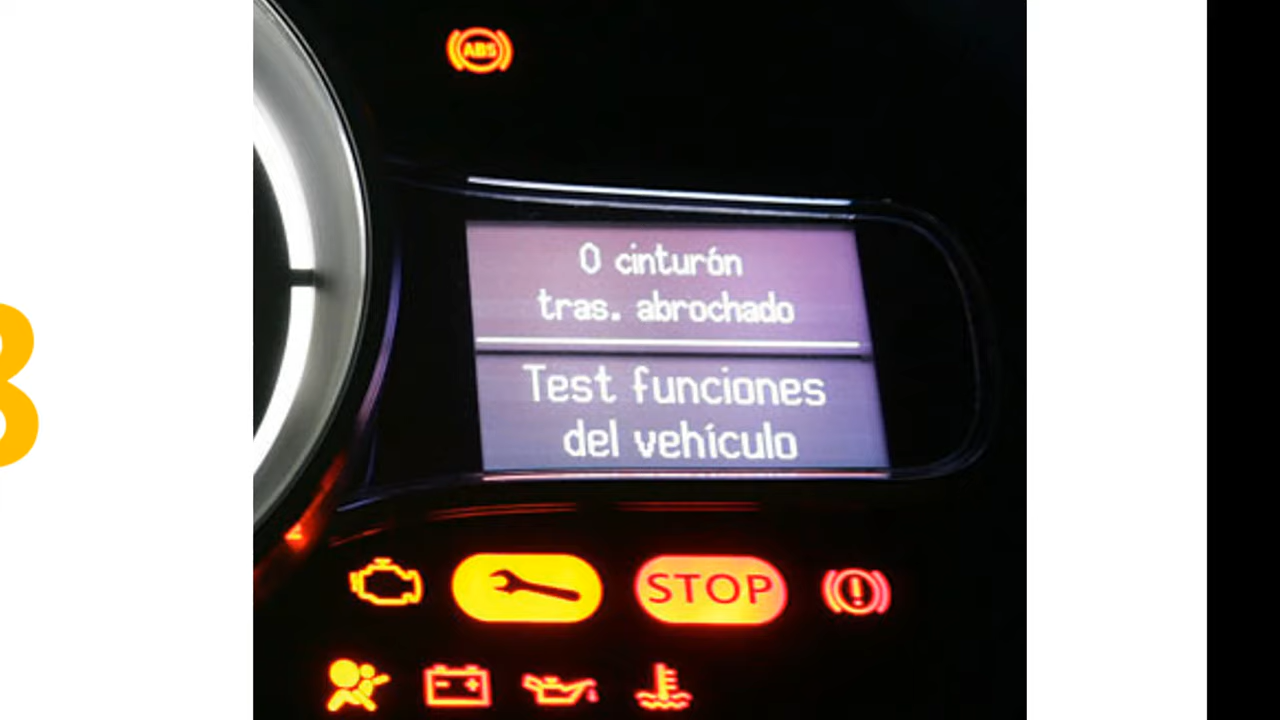 ABS
0 cinturón
tras. abrochado
Test funciones
del vehículo
STOP